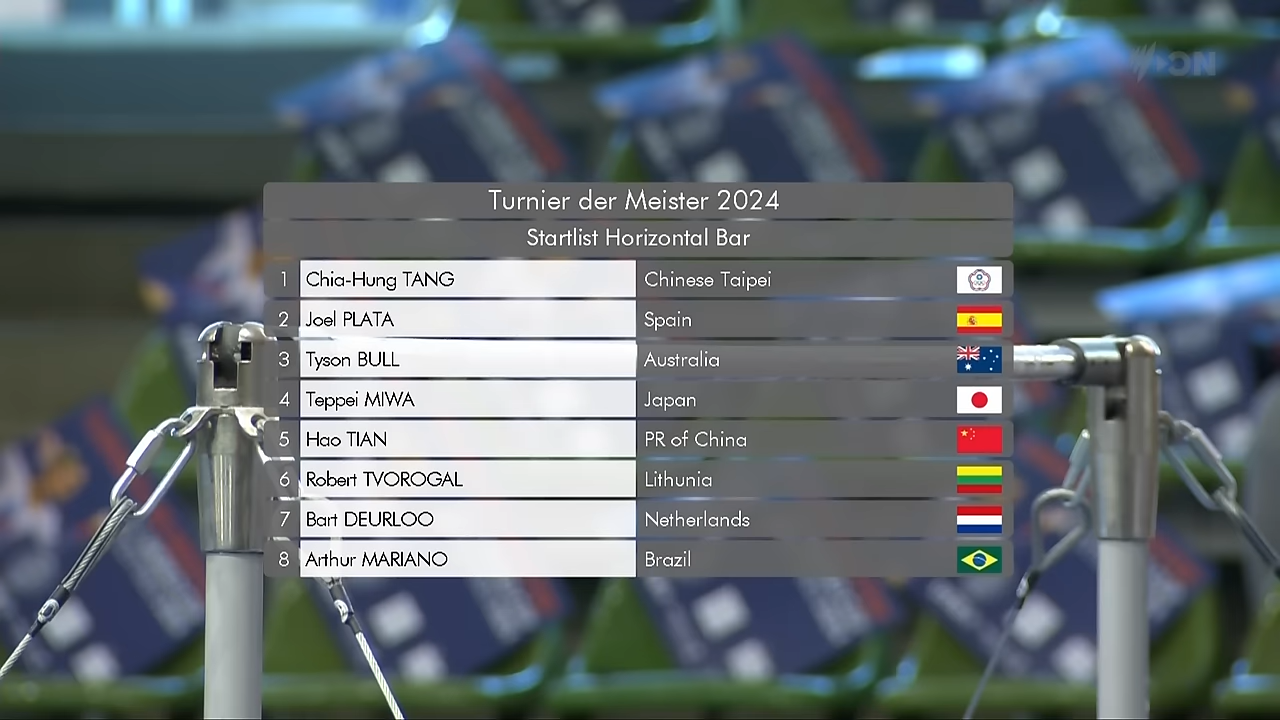 Turnier der Meister 2024
Startlist Horizontal Bar
1 Chia-Hung TANG Chinese Taipei
2 Joel PLATA Spain
3 Tyson BULL Australia
4 Teppei MIWA Japan
5 Hao TIAN PR of China
6 Robert TVOROGAL Lithunia
7 Bart DEURLOO Netherlands
8 Arthur MARIANO Brazil